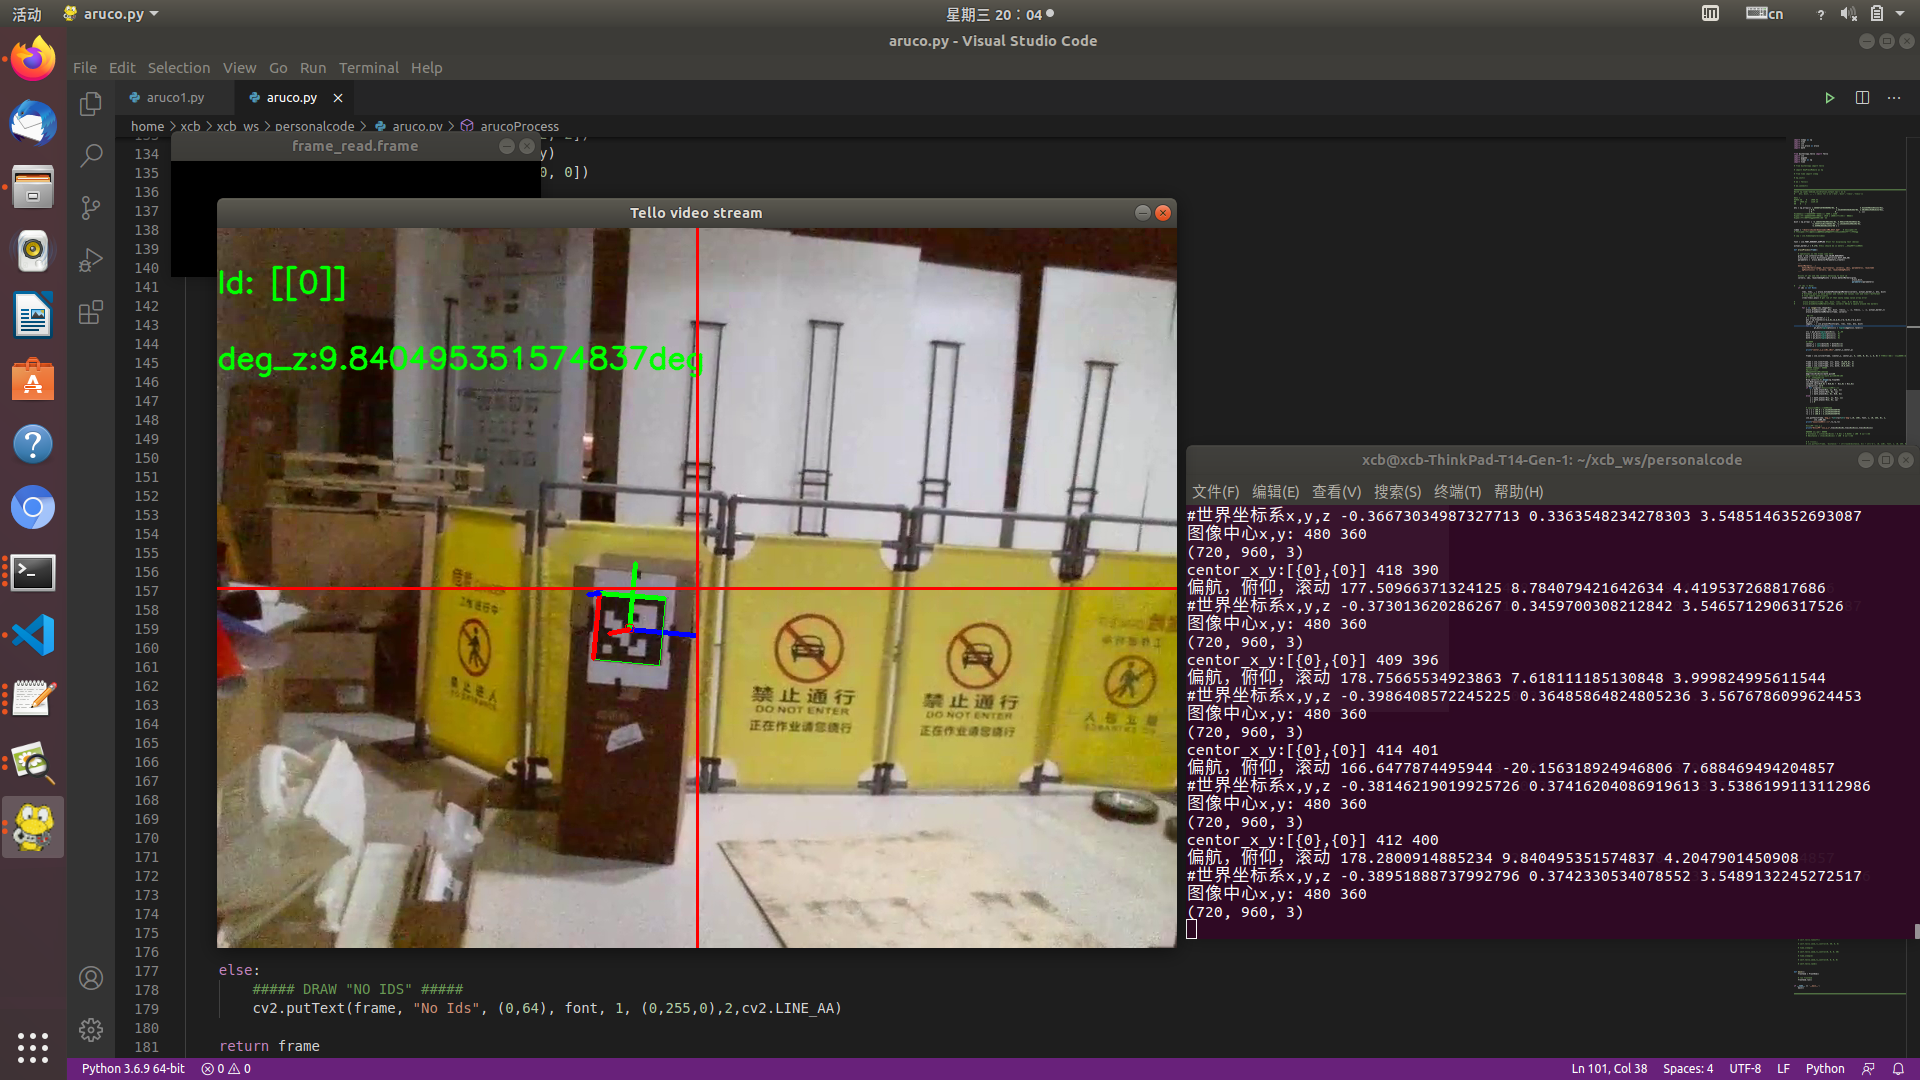 活动
aruco.py
星期三 20：04
cn
aruco.py - Visual Studio Code
File Edit Selection View Go Run Terminal Help
aruco1.py
aruco.py
home > xcb > xcb_ws > personalcode > aruco.py > arucoProcess
frame_read.frame
134 y)
135 0, 0])
136
137
138
139
140
141
142
143
144
145
146
147
148
149
150
151
152
153
154
155
156
157
158
159
160
161
162
163
164
165
166
167
168
169
170
171
172
173
174
175
176
177 else:
178 ##### DRAW "NO IDS" #####
179 cv2.putText(frame, "No Ids", (0,64), font, 1, (0,255,0),2,cv2.LINE_AA)
180
181 return frame
Tello video stream
Id: [[0]]
deg_z:9.840495351574837deg
禁止通行
DO NOT ENTER
正在作业请您绕行
禁止通行
DO NOT ENTER
正在作业请您绕行
xcb@xcb-ThinkPad-T14-Gen-1: ~/xcb_ws/personalcode
文件(F) 编辑(E) 查看(V) 搜索(S) 终端(T) 帮助(H)
#世界坐标系x,y,z -0.36673034987327713 0.3363548234278303 3.5485146352693087
图像中心x,y: 480 360
(720, 960, 3)
centor_x_y:[{0},{0}] 418 390
偏航，俯仰，滚动 177.50966371324125 8.784079421642634 4.419537268817686
#世界坐标系x,y,z -0.373013620286267 0.3459700308212842 3.5465712906317526
图像中心x,y: 480 360
(720, 960, 3)
centor_x_y:[{0},{0}] 409 396
偏航，俯仰，滚动 178.75665534923863 7.618111185130848 3.999824995611544
#世界坐标系x,y,z -0.3986408572245225 0.36485864824805236 3.5676786099624453
图像中心x,y: 480 360
(720, 960, 3)
centor_x_y:[{0},{0}] 414 401
偏航，俯仰，滚动 166.6477874495944 -20.156318924946806 7.688469494204857
#世界坐标系x,y,z -0.38146219019925726 0.37416204086919613 3.5386199113112986
图像中心x,y: 480 360
(720, 960, 3)
centor_x_y:[{0},{0}] 412 400
偏航，俯仰，滚动 178.2800914885234 9.840495351574837 4.2047901450908
#世界坐标系x,y,z -0.38951888737992796 0.3742330534078552 3.5489132245272517
图像中心x,y: 480 360
(720, 960, 3)
Python 3.6.9 64-bit 0 0
Ln 101, Col 38 Spaces: 4 UTF-8 LF Python